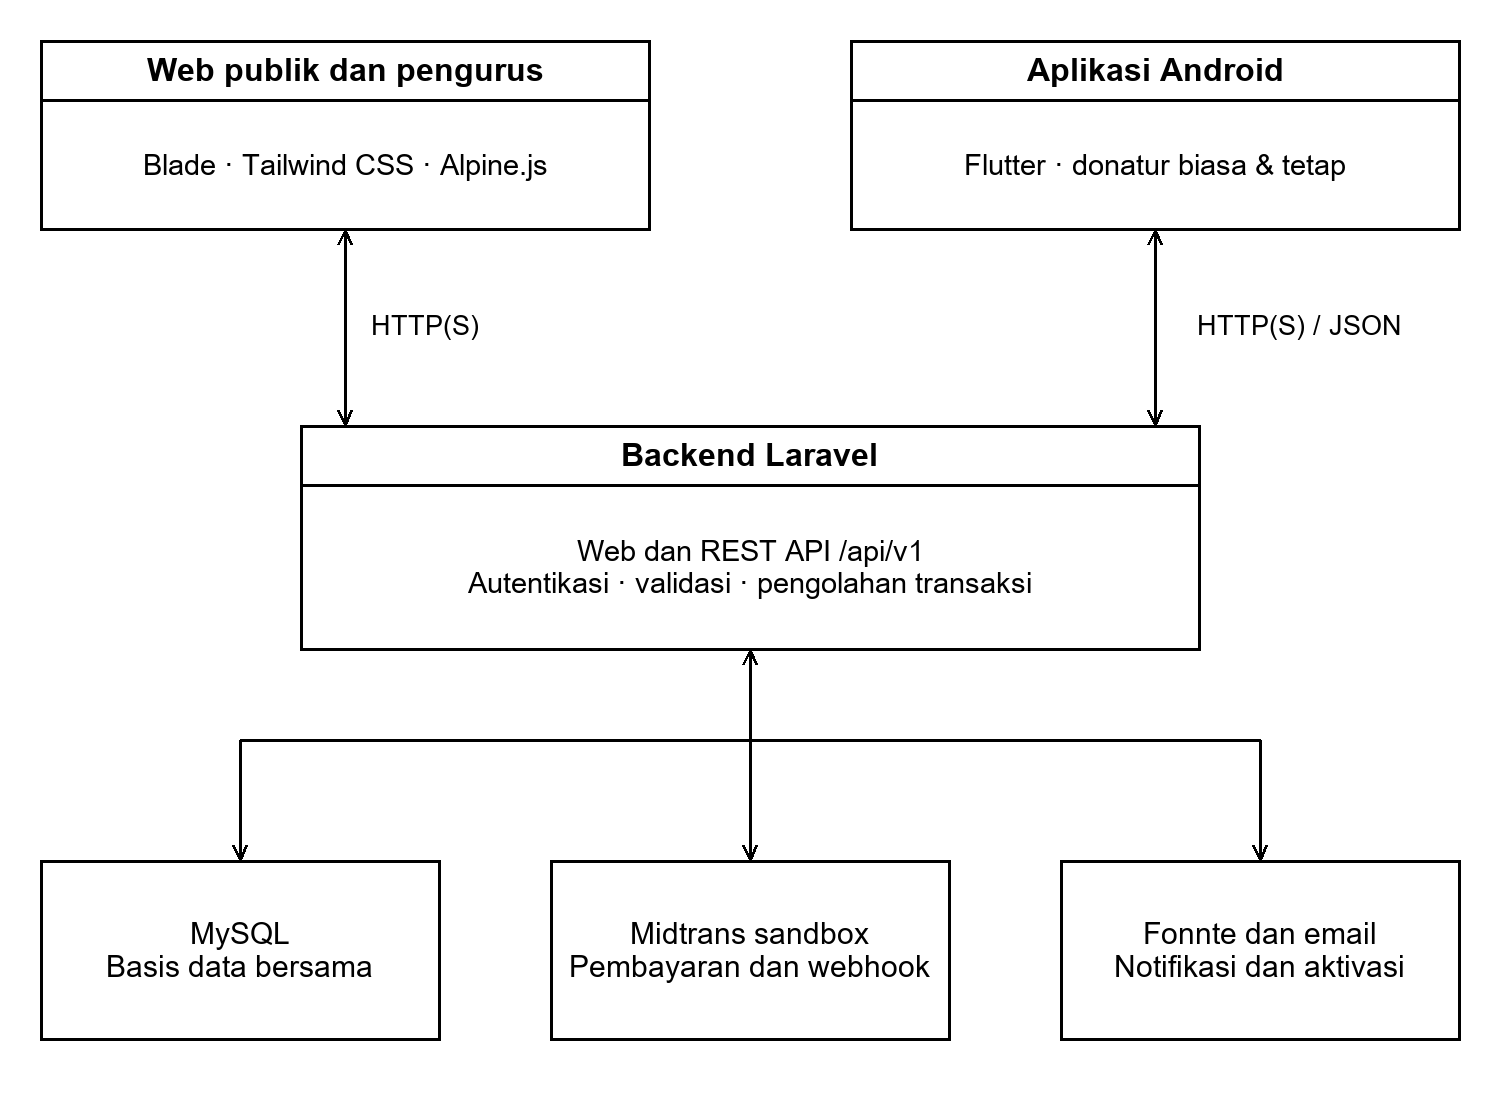 Web publik dan pengurus
Blade · Tailwind CSS · Alpine.js
Aplikasi Android
Flutter · donatur biasa & tetap
HTTP(S)
HTTP(S) / JSON
Backend Laravel
Web dan REST API /api/v1
Autentikasi · validasi · pengolahan transaksi
MySQL
Basis data bersama
Midtrans sandbox
Pembayaran dan webhook
Fonnte dan email
Notifikasi dan aktivasi